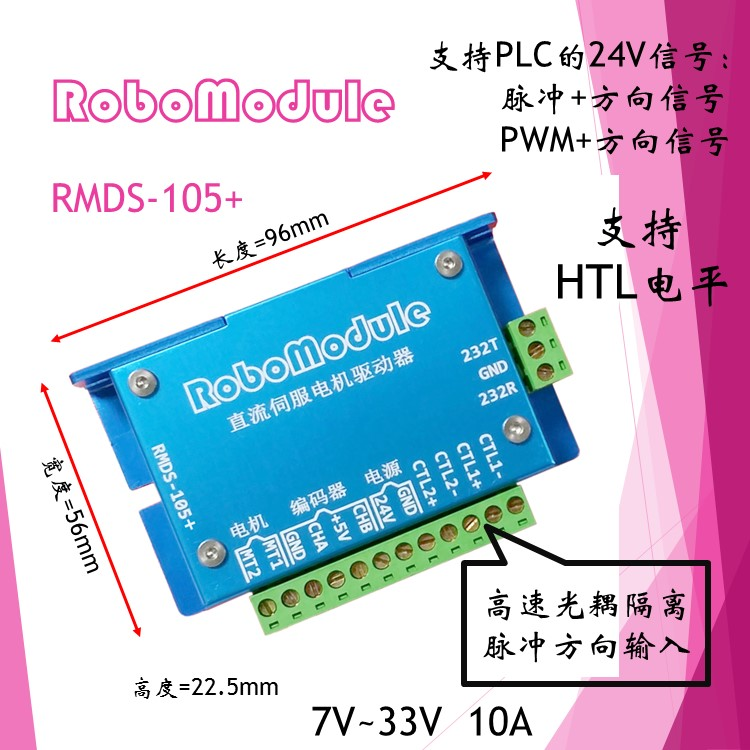 RoboModule
支持PLC的24V信号:
脉冲+方向信号
PWM+方向信号
RMDS-105+
长度=96mm
支持
HTL电平
RoboModule
直流伺服电机驱动器
232T
GND
232R
RMDS-105+
电机
编码器
电源
MT2
MT1
GND
CHA
+5V
CHB
24V
GND
CTL2+
CTL2-
CTL1+
CTL1-
宽度=56mm
高速光耦隔离
脉冲方向输入
高度=22.5mm
7V~33V 10A